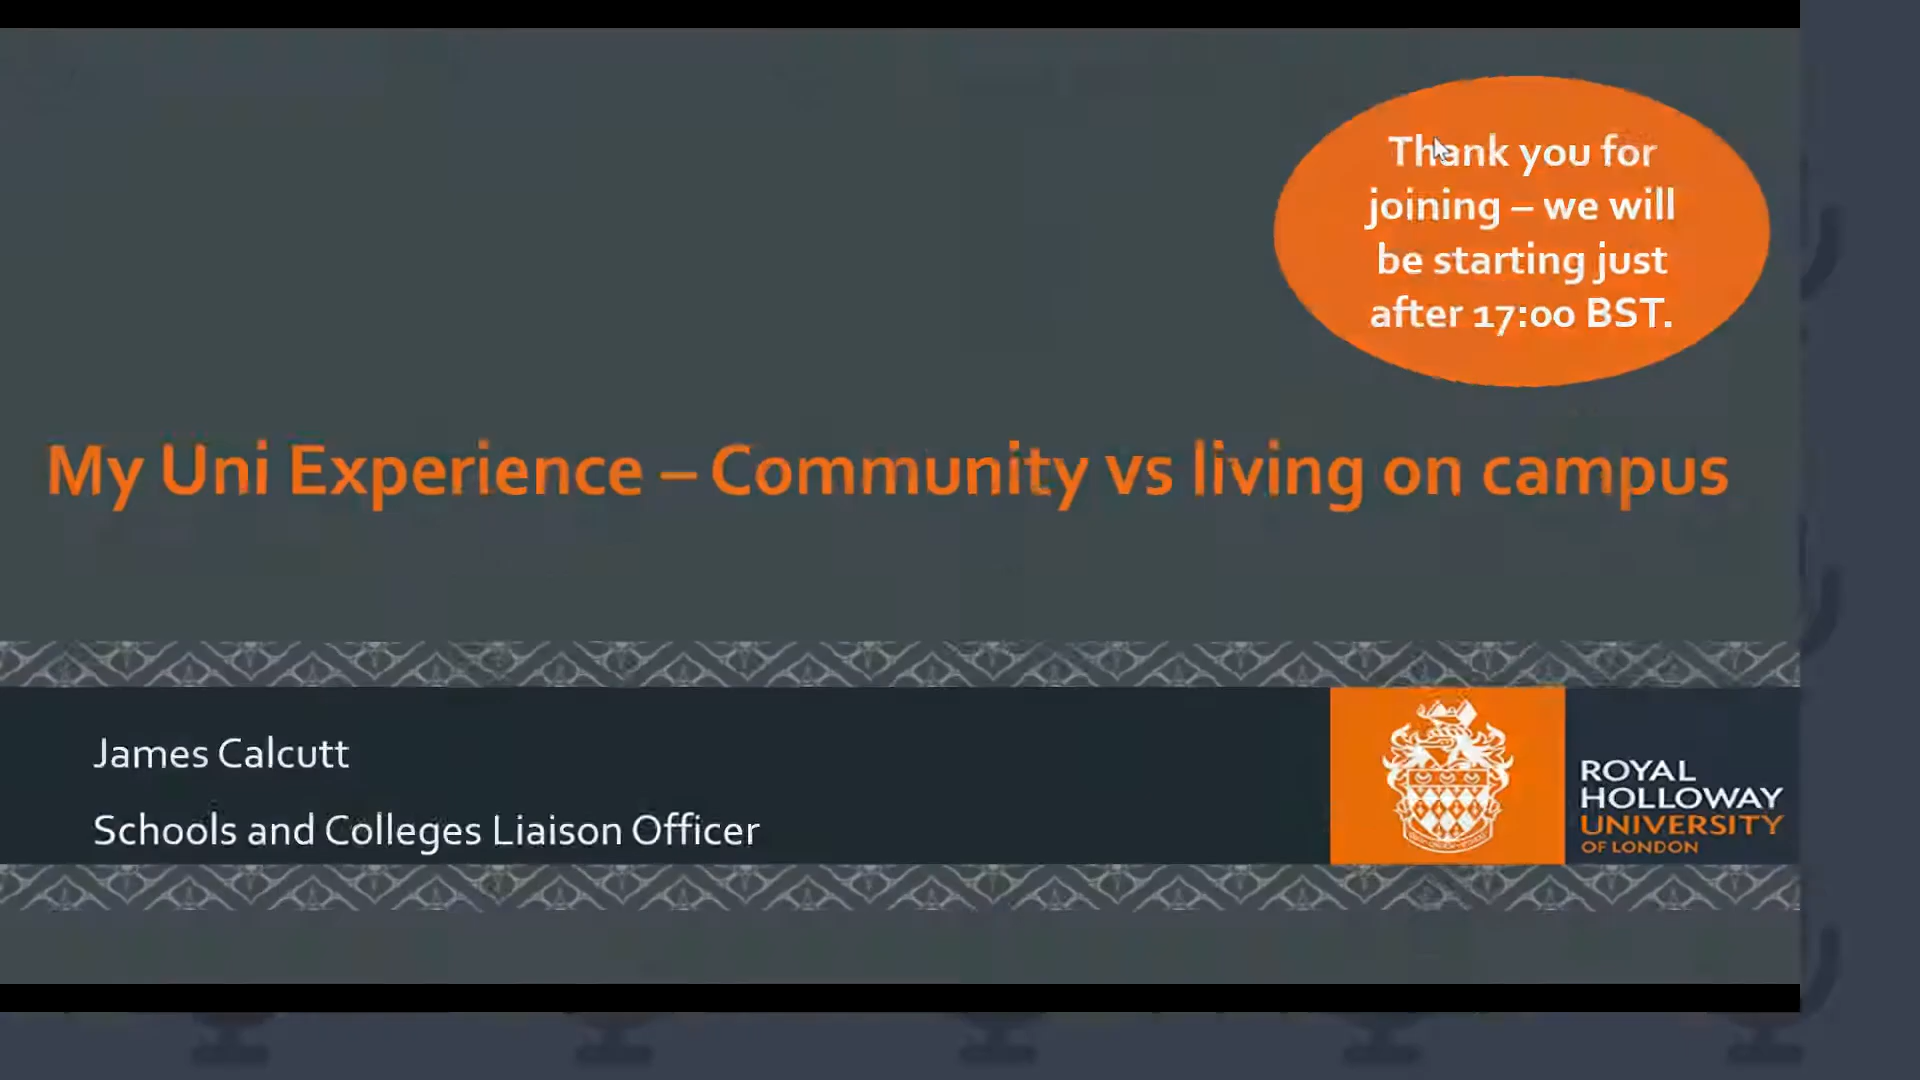 Thank you for
joining – we will
be starting just
after 17:00 BST.
My Uni Experience – Community vs living on campus
James Calcutt
Schools and Colleges Liaison Officer
ROYAL
HOLLOWAY
UNIVERSITY
OF LONDON